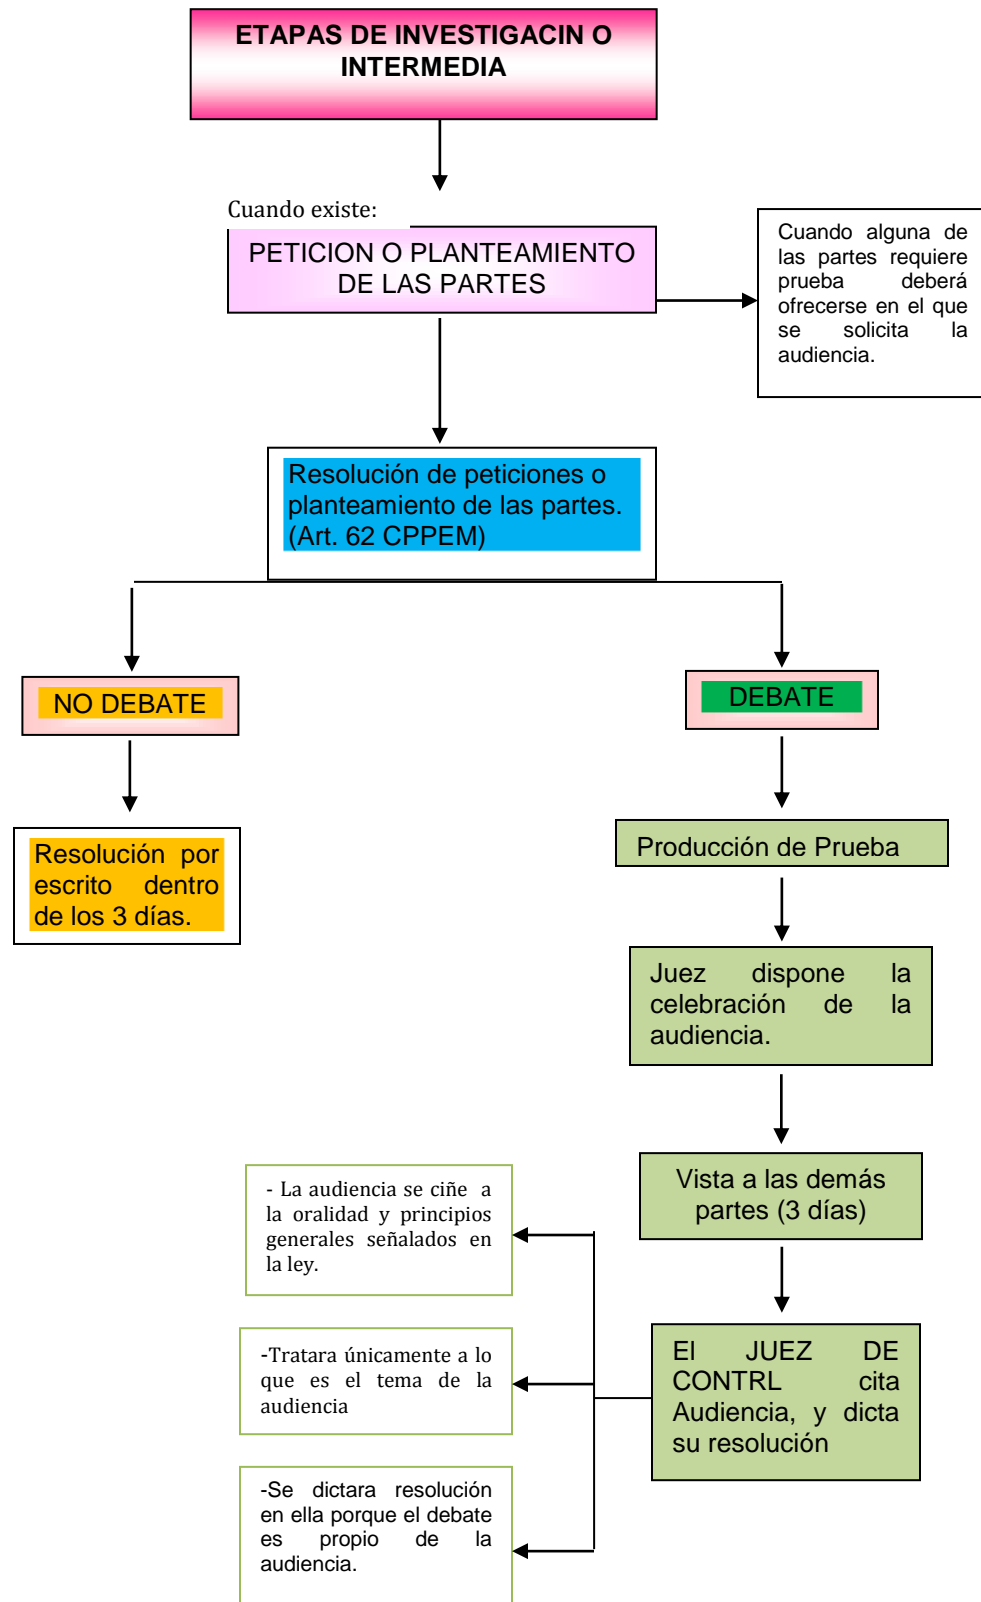 ETAPAS DE INVESTIGACIN O
INTERMEDIA
Cuando existe:
PETICION O PLANTEAMIENTO
DE LAS PARTES
Cuando alguna de
las partes requiere
prueba deberá
ofrecerse en el que
se solicita la
audiencia.
Resolución de peticiones o
planteamiento de las partes.
(Art. 62 CPPEM)
NO DEBATE
DEBATE
Resolución por
escrito dentro
de los 3 días.
Producción de Prueba
Juez dispone la
celebración de la
audiencia.
Vista a las demás
partes (3 días)
El JUEZ DE
CONTRL cita
Audiencia, y dicta
su resolución
- La audiencia se ciñe a
la oralidad y principios
generales señalados en
la ley.
-Tratara únicamente a lo
que es el tema de la
audiencia
-Se dictara resolución
en ella porque el debate
es propio de la
audiencia.